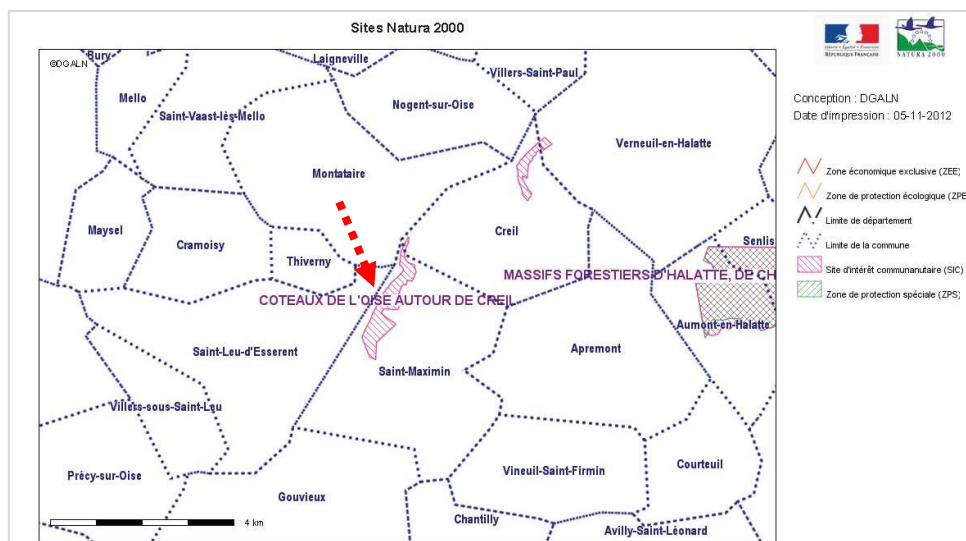 Sites Natura 2000
©DGALN
Bury
Laigneville
Villers-Saint-Paul
Mello
Saint-Vaast-lès-Mello
Nogent-sur-Oise
Verneuil-en-Halatte
Montataire
Maysel
Cramoisy
Creil
Senlis
Thiverny
MASSIFS FORESTIERS D'HALATTE, DE CH
COTEAUX DE L'OISE AUTOUR DE CREIL
Aumont-en-Halatte
Saint-Leu-d'Esserent
Saint-Maximin
Apremont
Villers-sous-Saint-Leu
Précy-sur-Oise
Vineuil-Saint-Firmin
Courteuil
Gouvieux
Chantilly
Avilly-Saint-Léonard
4 km
RÉPUBLIQUE FRANÇAISE
NATURA 2000
Conception : DGALN
Date d'impression : 05-11-2012
Zone économique exclusive (ZEE)
Zone de protection écologique (ZPE
Limite de département
Limite de la commune
Site d'intérêt communanutaire (SIC)
Zone de protection spéciale (ZPS)